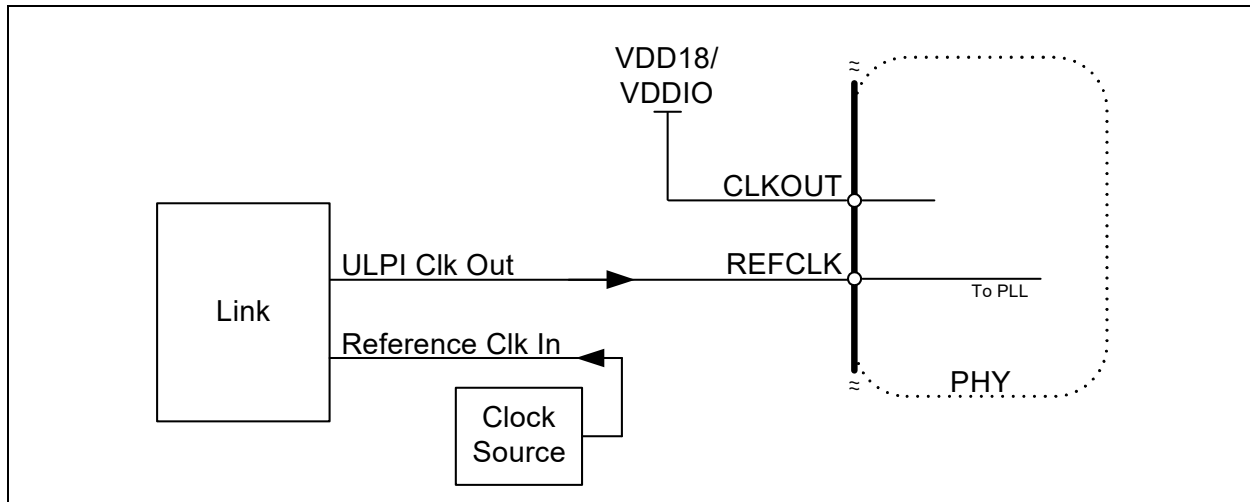 VDD18/
VDDIO
≈
CLKOUT
ULPI Clk Out
REFCLK
To PLL
Link
Reference Clk In
Clock
Source
PHY
≈